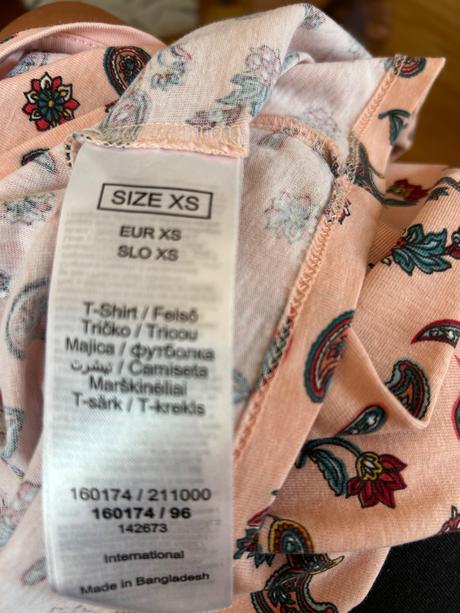 SIZE XS
EUR XS
SLO XS
T-Shirt / Felső
Tričko / Tricou
Majica / футболка
تيشرت / Camiseta
Marškinėliai
T-särk / T-krekls
160174 / 211000
160174 / 96
142673
International
Made in Bangladesh